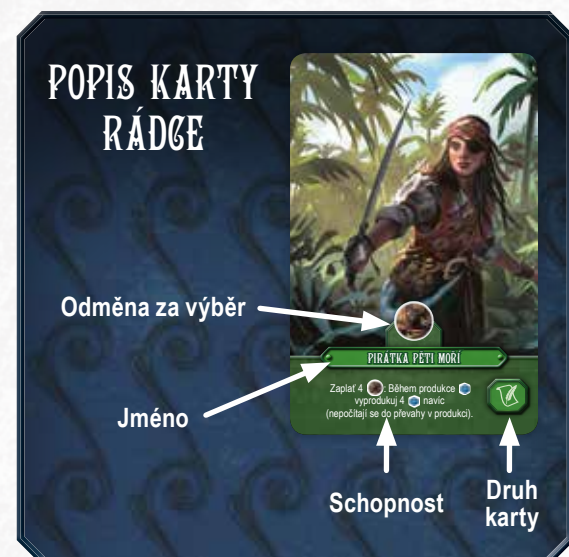 POPIS KARTY
RÁDCE
Odměna za výběr
PIRÁTKA PĚTI MOŘÍ
Zaplať 4 : Během produkce
vyprodukuj 4 navíc
(nepočítají se do převahy v produkci).
Jméno
Schopnost
Druh
karty